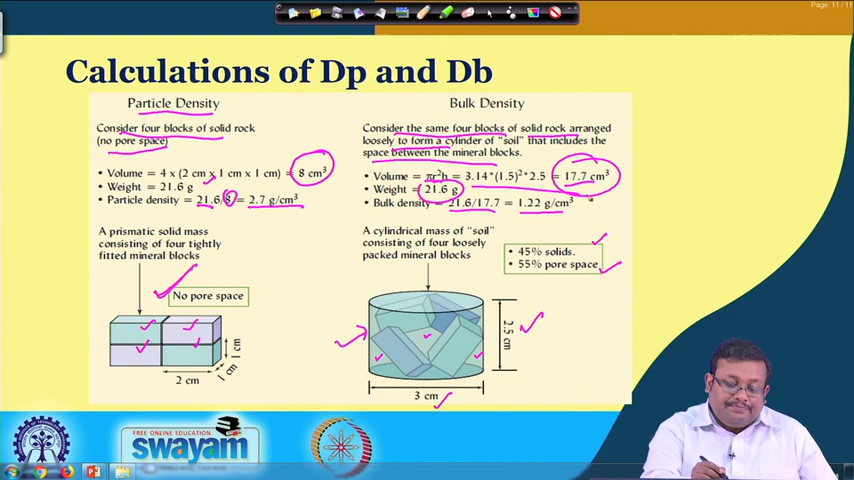 Page: 11 / 11
Calculations of Dp and Db
Particle Density
Consider four blocks of solid rock
(no pore space)
• Volume = 4 x (2 cm x 1 cm x 1 cm) = 8 cm³
• Weight = 21.6 g
• Particle density = 21.6/8 = 2.7 g/cm³
A prismatic solid mass
consisting of four tightly
fitted mineral blocks
No pore space
1 cm
1 cm
2 cm
Bulk Density
Consider the same four blocks of solid rock arranged
loosely to form a cylinder of “soil” that includes the
space between the mineral blocks.
• Volume = πr²h = 3.14*(1.5)²*2.5 = 17.7 cm³
• Weight = 21.6 g
• Bulk density = 21.6/17.7 = 1.22 g/cm³
A cylindrical mass of “soil”
consisting of four loosely
packed mineral blocks
• 45% solids.
• 55% pore space
2.5 cm
3 cm
FREE ONLINE EDUCATION
swayam